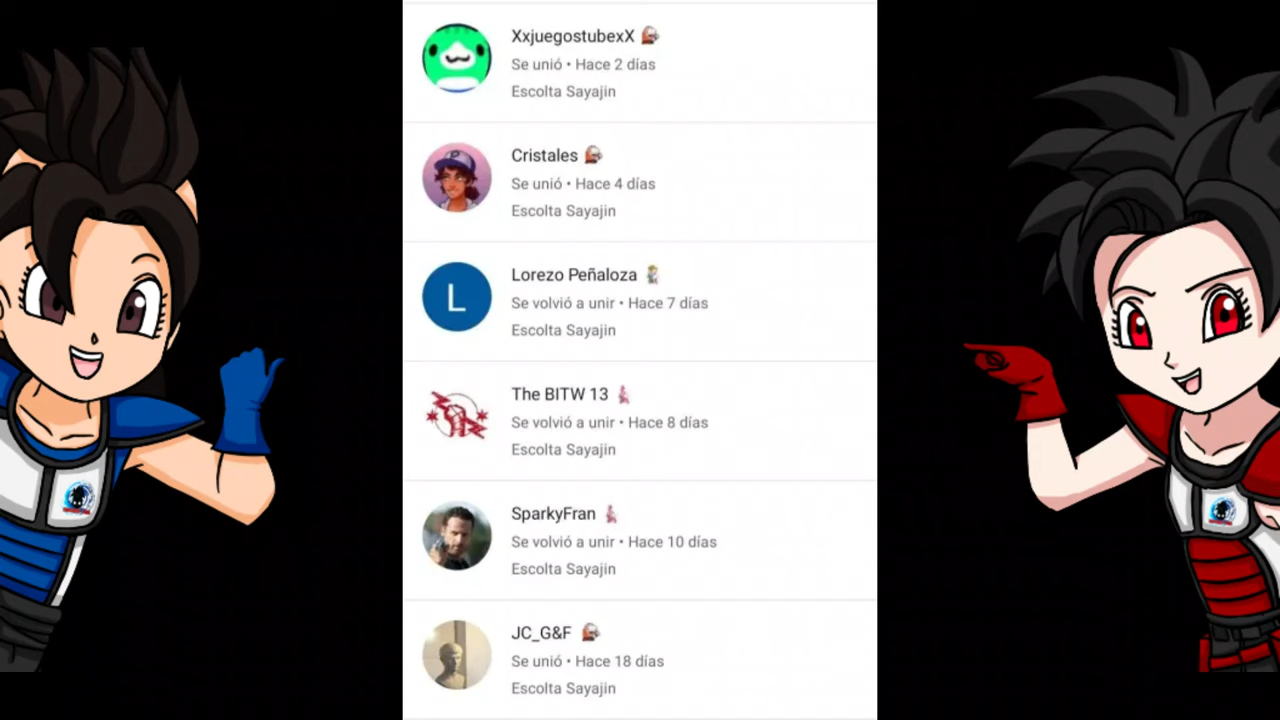 XxjuegostubexX
Se unió • Hace 2 días
Escolta Sayajin
Cristales
Se unió • Hace 4 días
Escolta Sayajin
L
Lorezo Peñaloza
Se volvió a unir • Hace 7 días
Escolta Sayajin
The BITW 13
Se volvió a unir • Hace 8 días
Escolta Sayajin
SparkyFran
Se volvió a unir • Hace 10 días
Escolta Sayajin
JC_G&F
Se unió • Hace 18 días
Escolta Sayajin